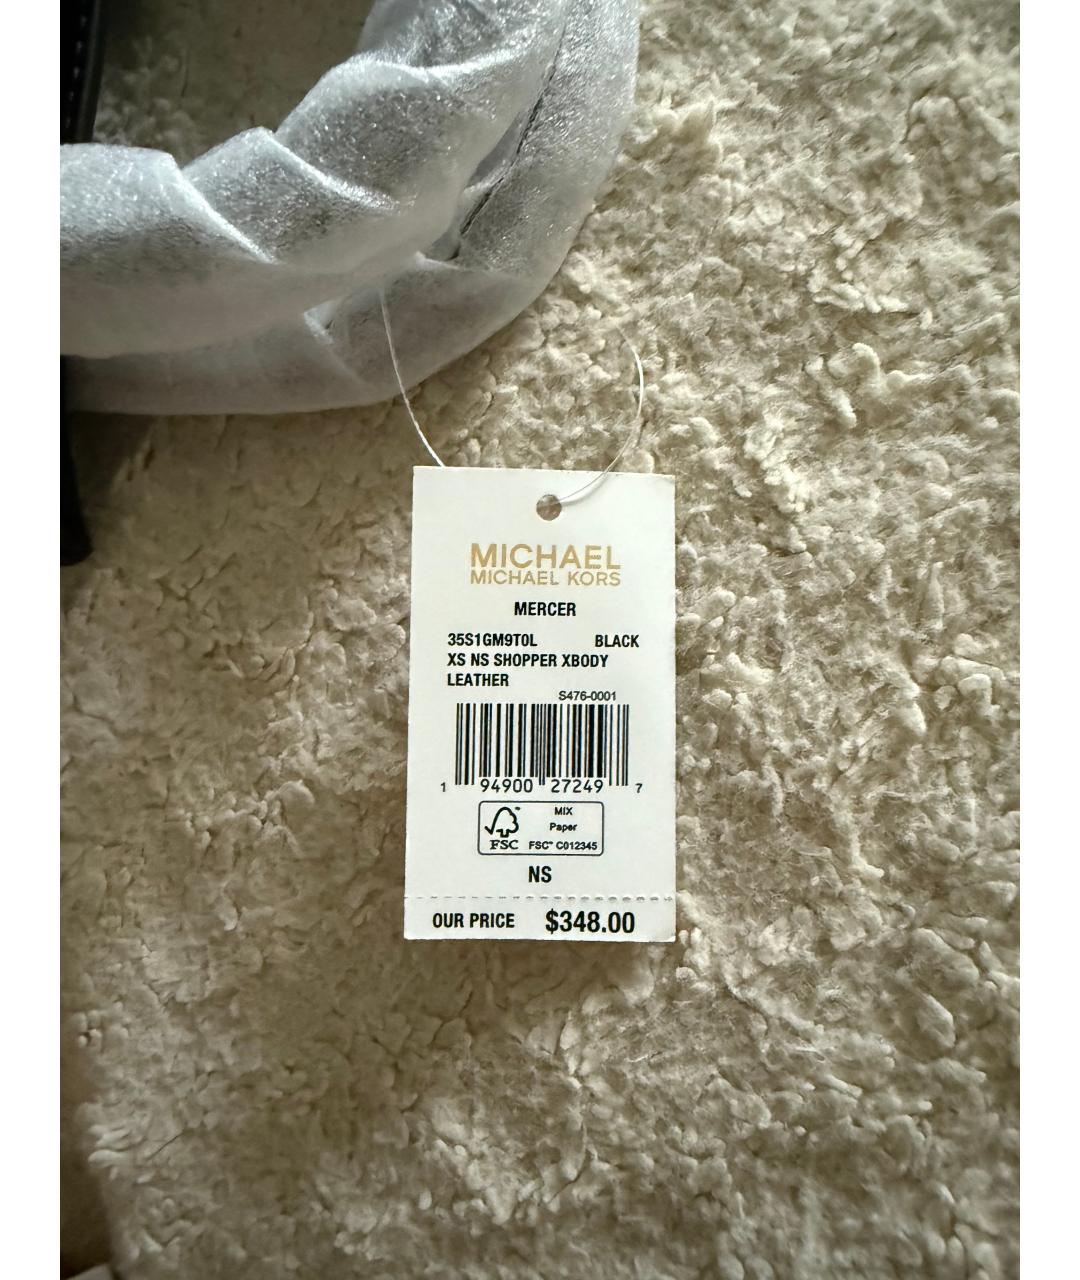 MICHAEL
MICHAEL KORS
MERCER
35S1GM9T0L BLACK
XS NS SHOPPER XBODY
LEATHER
S476-0001
1 94900 27249 7
MIX
Paper
FSC™ C012345
FSC
NS
OUR PRICE $348.00